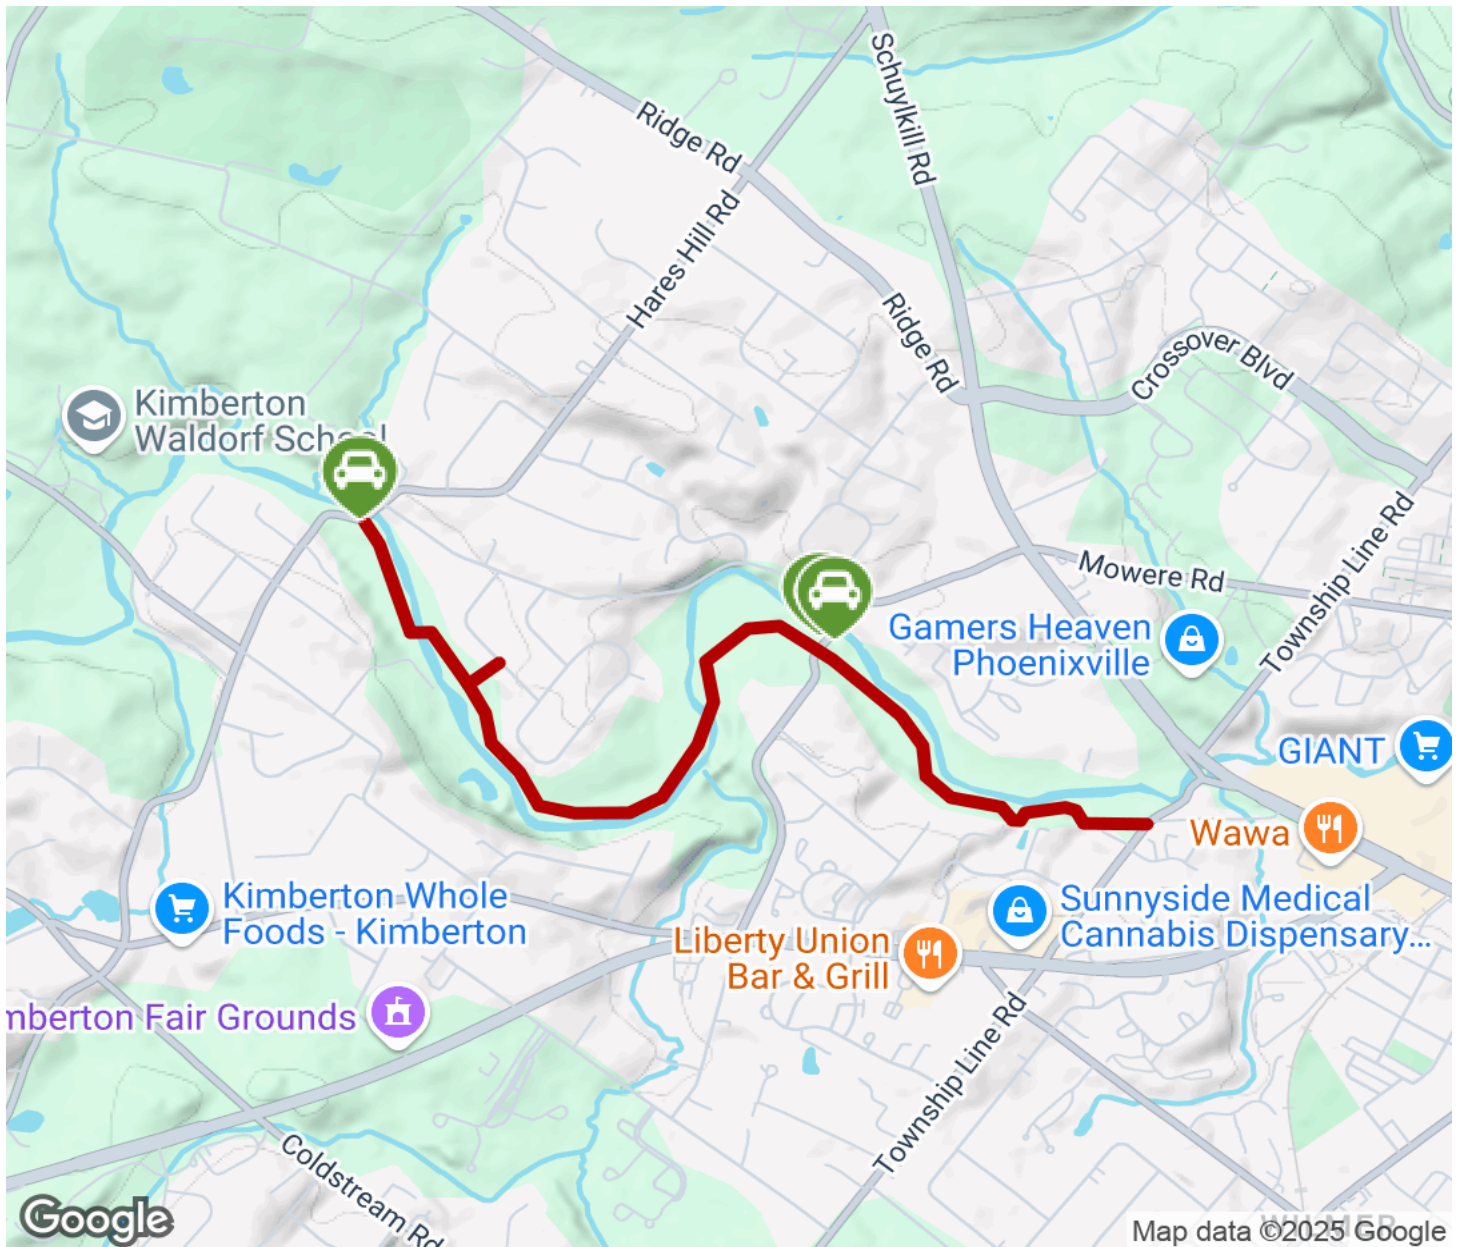 Schuylkill Rd
Ridge Rd
Hares Hill Rd
Ridge Rd
Crossover Blvd
Kimberton
Waldorf School
Township Line Rd
Mowere Rd
Gamers Heaven
Phoenixville
GIANT
Wawa
Kimberton Whole
Foods - Kimberton
Sunnyside Medical
Cannabis Dispensary...
Liberty Union
Bar & Grill
mberton Fair Grounds
Township Line Rd
Coldstream Rd
Google
Map data ©2025 Google